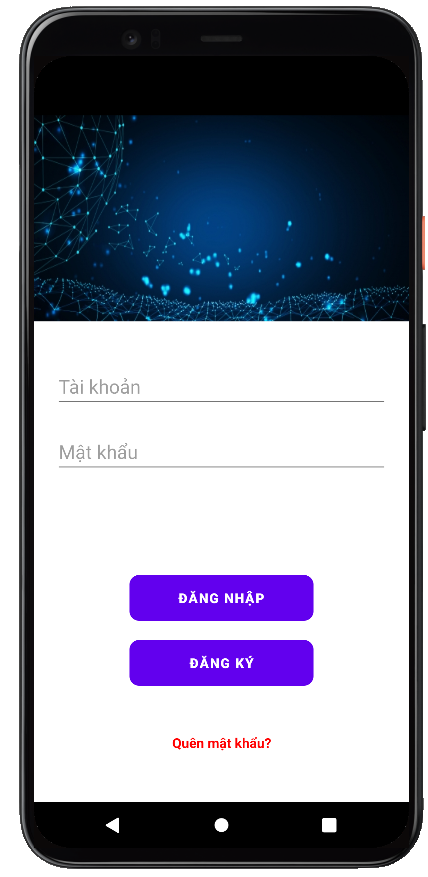 Tài khoản
Mật khẩu
ĐĂNG NHẬP
ĐĂNG KÝ
Quên mật khẩu?